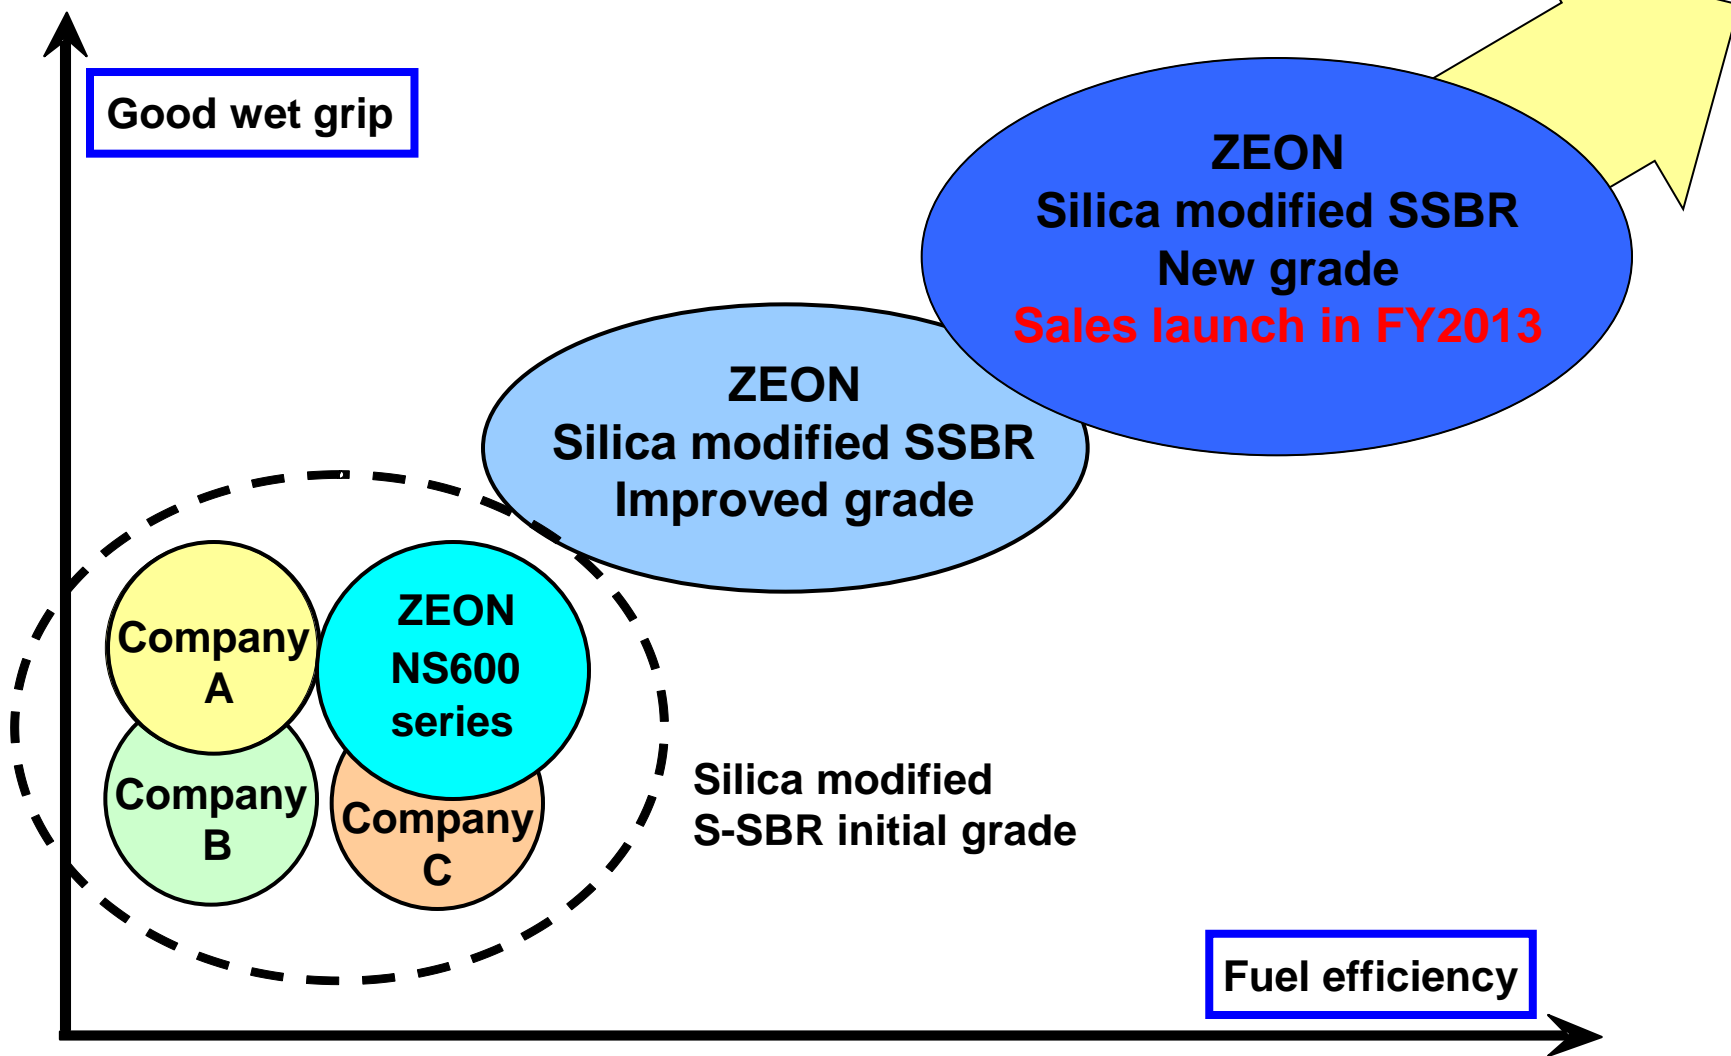 Good wet grip
ZEON
Silica modified SSBR
New grade
Sales launch in FY2013
ZEON
Silica modified SSBR
Improved grade
Company
A
ZEON
NS600
series
Company
B
Company
C
Silica modified
S-SBR initial grade
Fuel efficiency